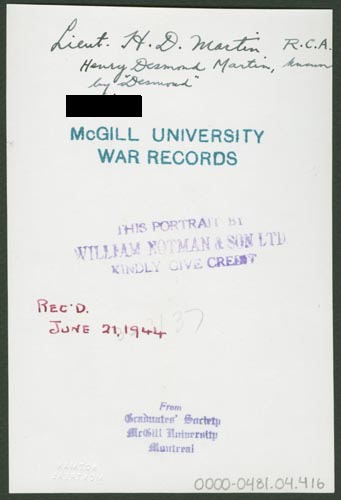 Lieut. H. D. Martin R.C.A.
Henry Desmond Martin, known
by "Desmond"
McGILL UNIVERSITY
WAR RECORDS
THIS PORTRAIT BY
WILLIAM NOTMAN & SON LTD
KINDLY GIVE CREDIT
REC'D.
JUNE 21, 1944
From
Graduates' Society
McGill University
Montreal
0000-0481.04.416